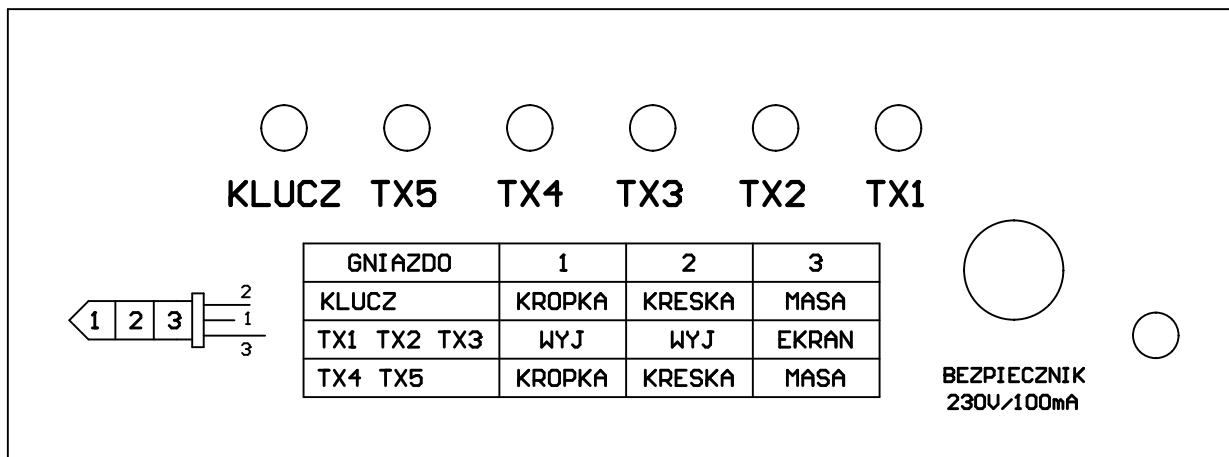 KLUCZ TX5 TX4 TX3 TX2 TX1
GNIAZDO 1 2 3
KLUCZ KROPKA KRESKA MASA
TX1 TX2 TX3 WYJ WYJ EKRAN
TX4 TX5 KROPKA KRESKA MASA
1 2 3
2
1
3
BEZPIECZNIK
230V/100mA